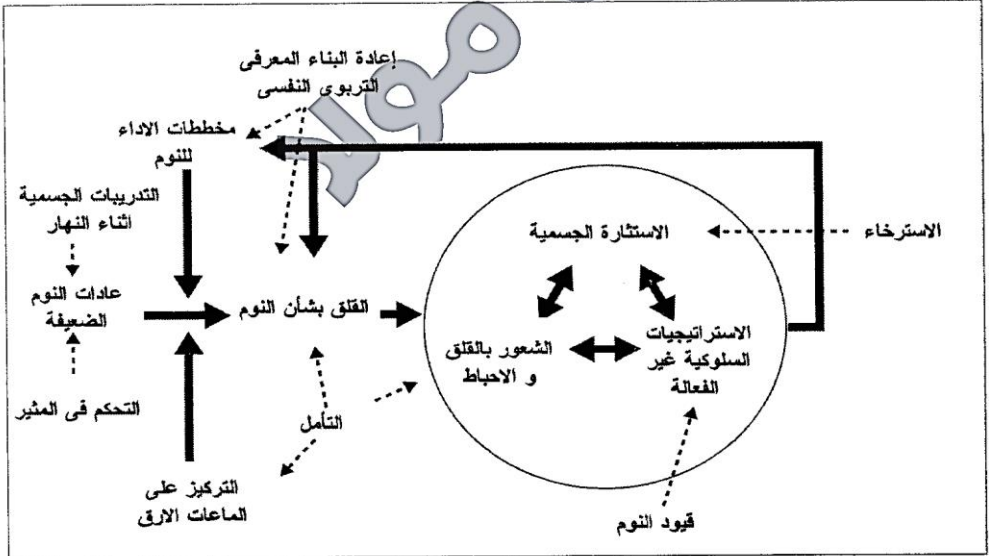 إعادة البناء المعرفى
التربوى النفسى
مخططات الاداء
للنوم
التدريبات الجسمية
اثناء النهار
الاستثارة الجسمية
الاسترخاء
عادات النوم
الضعيفة
القلق بشأن النوم
الاستراتيجيات
السلوكية غير
الفعالة
الشعور بالقلق
و الاحباط
التحكم فى المثير
التأمل
التركيز على
الماعات الارق
قيود النوم